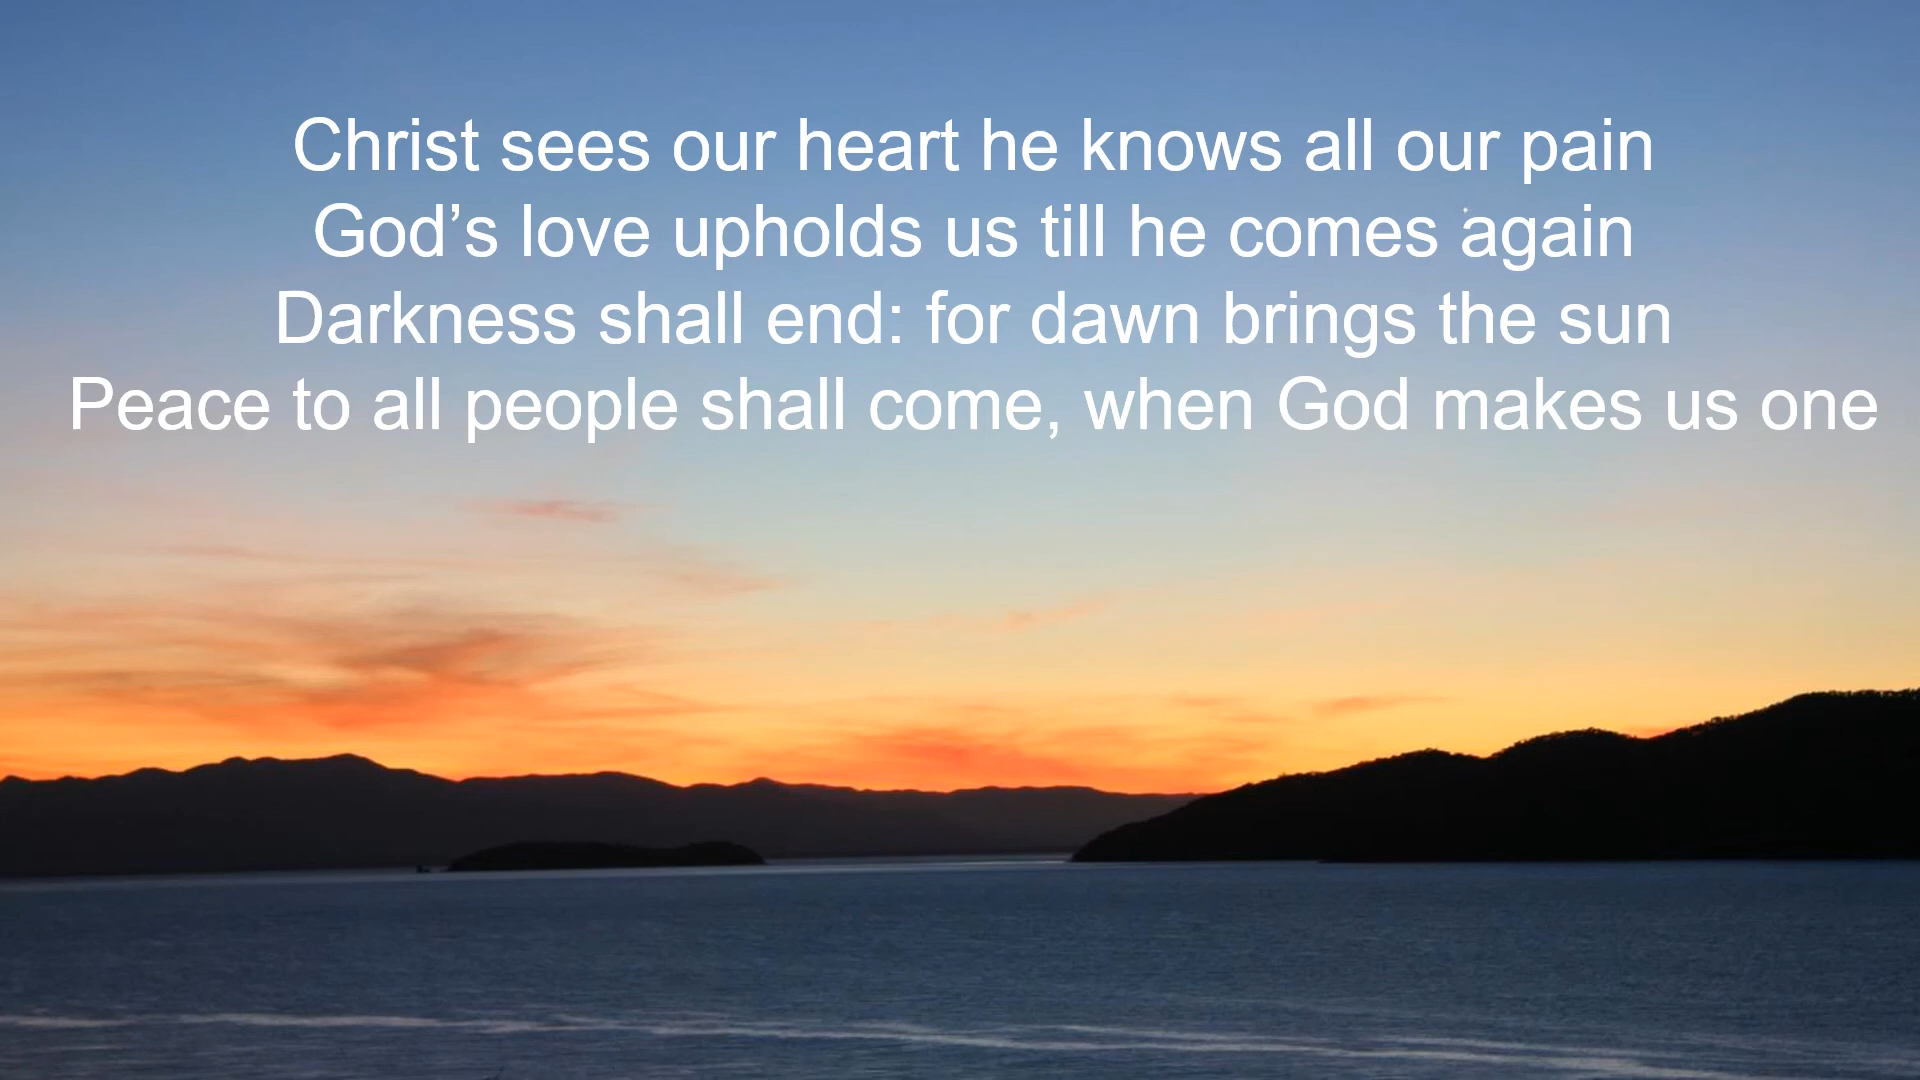 Christ sees our heart he knows all our pain
God’s love upholds us till he comes again
Darkness shall end: for dawn brings the sun
Peace to all people shall come, when God makes us one